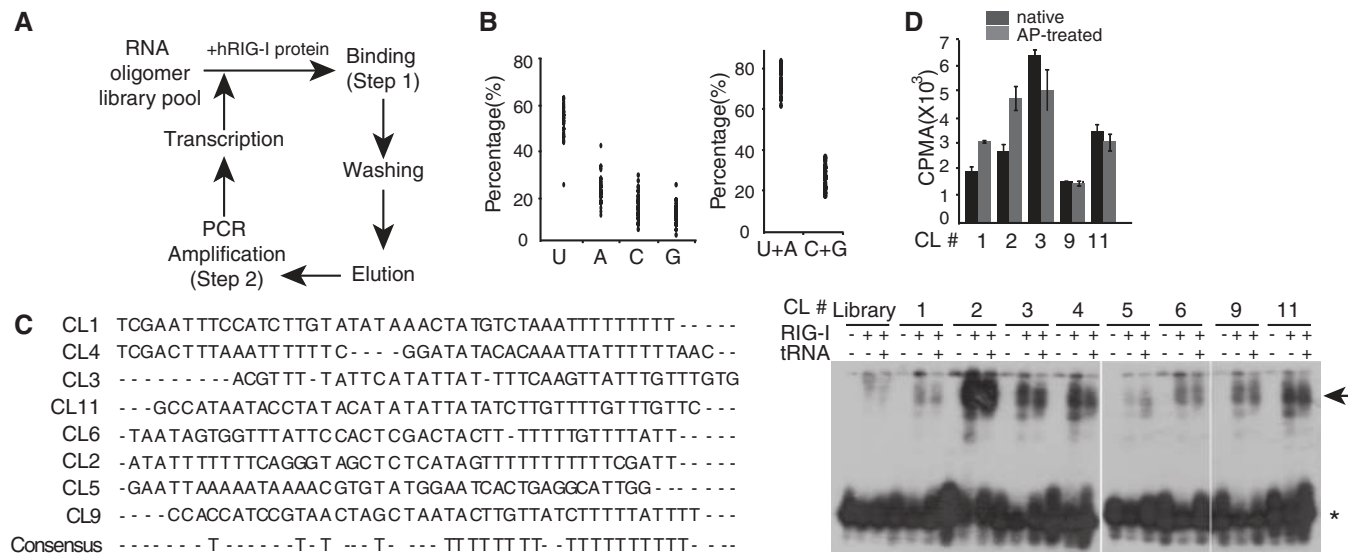 A
RNA
oligomer
library pool
+hRIG-I protein
Binding
(Step 1)
Washing
Elution
PCR
Amplification
(Step 2)
Transcription
B
Percentage(%)
80
60
40
20
0
U A C G
Percentage(%)
80
60
40
20
0
U+A C+G
D
native
AP-treated
CPMA(X10³)
7
6
5
4
3
2
1
0
CL # 1 2 3 9 11
C
CL1 TCGAATTTCCATCTTGTATATAAACTATGTCTAAATTTTTTTTT-----
CL4 TCGACTTTAAATTTTTTC----GGATATACACAAATTATTTTTTAAC--
CL3 ---------ACGTTT-TATTCATATTAT-TTTCAAGTTATTTGTTTGTG
CL11 ---GCCATAATACCTATACATATATATTATATCTTGTTTTGTTTGTTC---
CL6 -TAATAGTGGTTTATTCCACTCGACTACTT-TTTTTGTTTTATT-----
CL2 -ATATTTTTTTCAGGGTAGCTCTCATAGTTTTTTTTTTTCGATT-----
CL5 -GAATTAAAAATAAAACGTGTATGGAATCACTGAGGCATTGG-------
CL9 ----CCACCATCCGTAACTAGCTAATACTTGTTATCTTTTTATTTT---
Consensus --------T------T-T---T-----TTTTTTTT--TTTTTTTTTT-----
CL # Library 1 2 3 4 5 6 9 11
RIG-I - + + - + + - + + - + + - + + - + + - + + - + + - + +
tRNA - - + - - + - - + - - + - - + - - + - - + - - + - - +
*